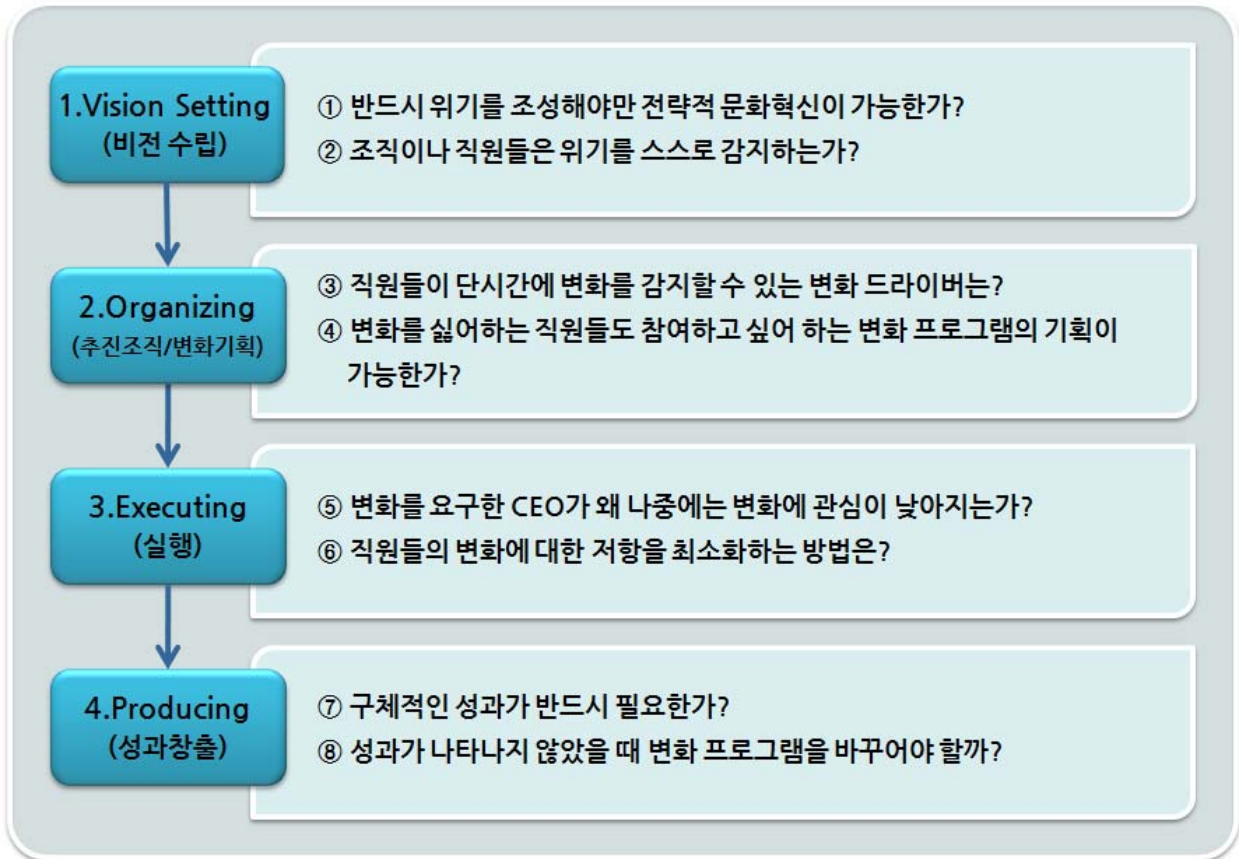 1.Vision Setting
(비전 수립)
① 반드시 위기를 조성해야만 전략적 문화혁신이 가능한가?
② 조직이나 직원들은 위기를 스스로 감지하는가?
2.Organizing
(추진조직/변화기획)
③ 직원들이 단시간에 변화를 감지할 수 있는 변화 드라이버는?
④ 변화를 싫어하는 직원들도 참여하고 싶어 하는 변화 프로그램의 기획이
가능한가?
3.Executing
(실행)
⑤ 변화를 요구한 CEO가 왜 나중에는 변화에 관심이 낮아지는가?
⑥ 직원들의 변화에 대한 저항을 최소화하는 방법은?
4.Producing
(성과창출)
⑦ 구체적인 성과가 반드시 필요한가?
⑧ 성과가 나타나지 않았을 때 변화 프로그램을 바꾸어야 할까?